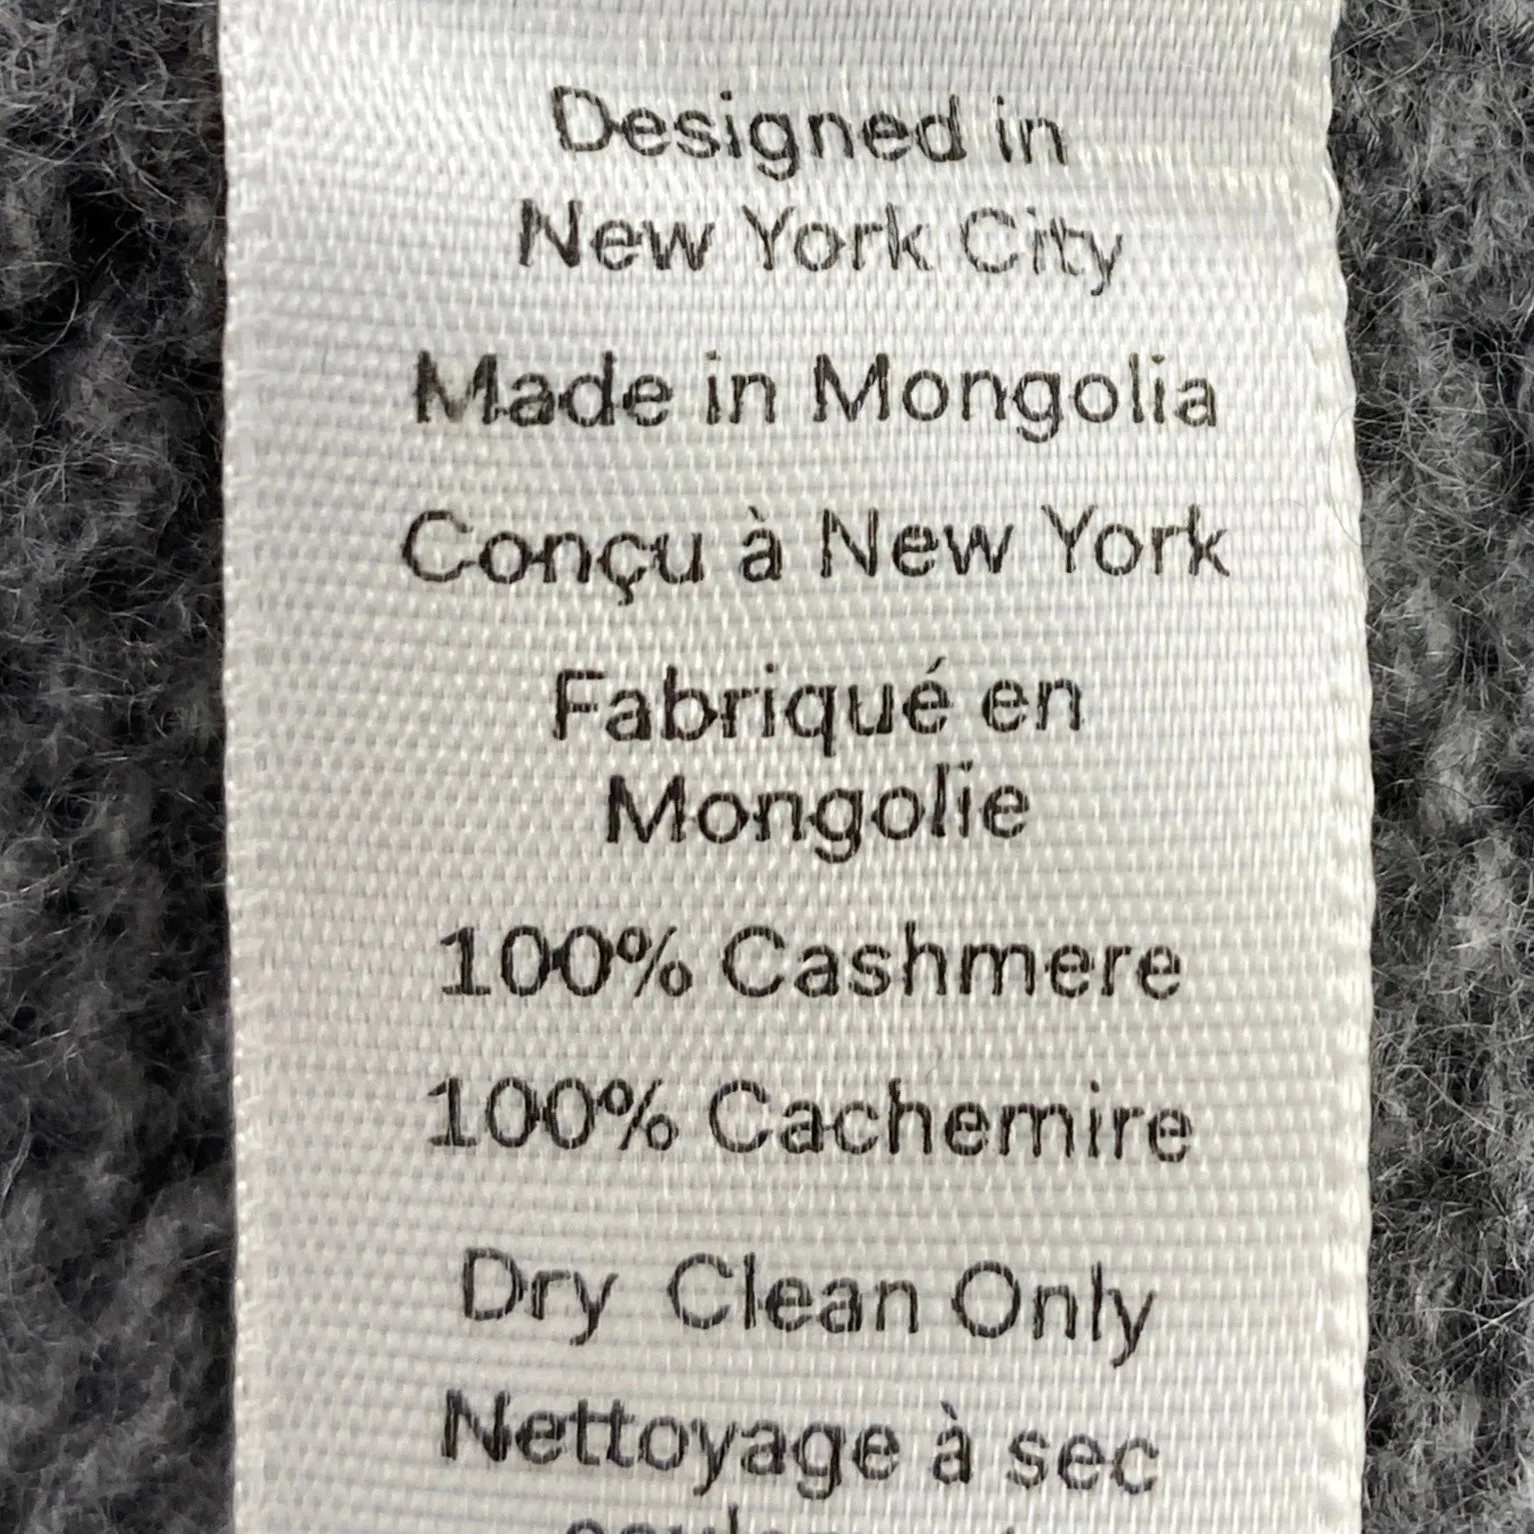 Designed in
New York City
Made in Mongolia
Conçu à New York
Fabriqué en
Mongolie
100% Cashmere
100% Cachemire
Dry Clean Only
Nettoyage à sec